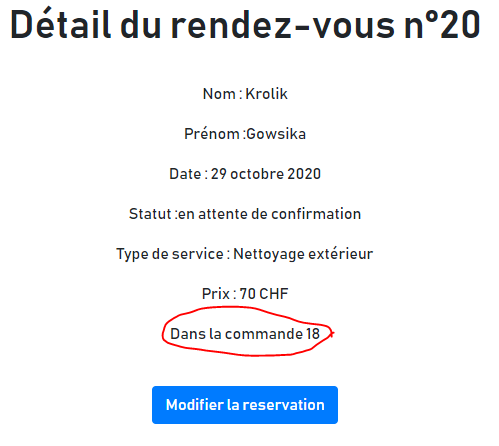 Détail du rendez-vous n°20
Nom : Krolik
Prénom :Gowsika
Date : 29 octobre 2020
Statut :en attente de confirmation
Type de service : Nettoyage extérieur
Prix : 70 CHF
Dans la commande 18
Modifier la reservation